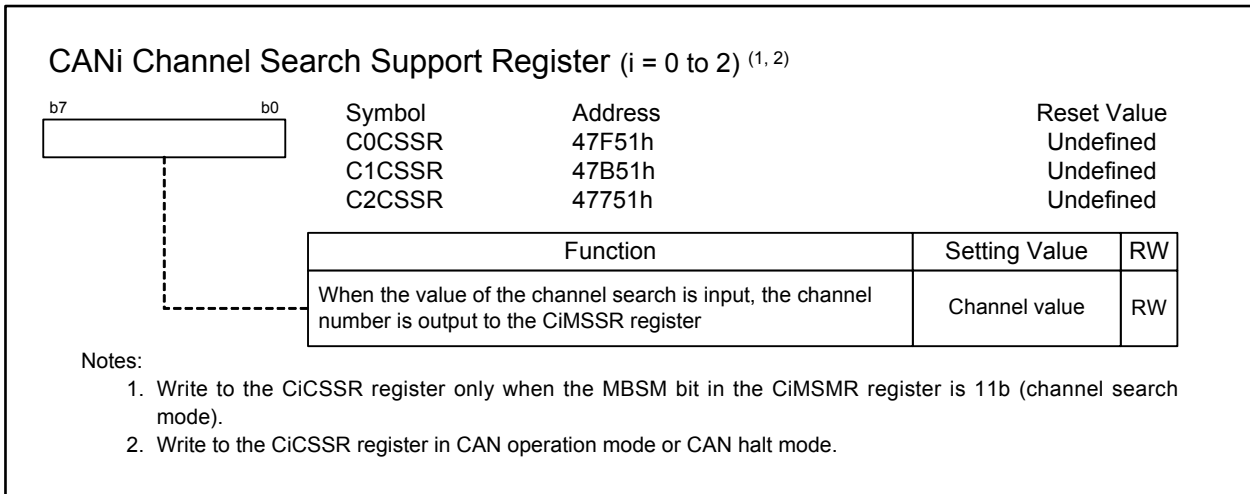 CANi Channel Search Support Register (i = 0 to 2) (1, 2)
b7 b0 Symbol Address Reset Value
C0CSSR 47F51h Undefined
C1CSSR 47B51h Undefined
C2CSSR 47751h Undefined
Function Setting Value RW
When the value of the channel search is input, the channel
number is output to the CiMSSR register
Channel value RW
Notes:
1. Write to the CiCSSR register only when the MBSM bit in the CiMSMR register is 11b (channel search
mode).
2. Write to the CiCSSR register in CAN operation mode or CAN halt mode.